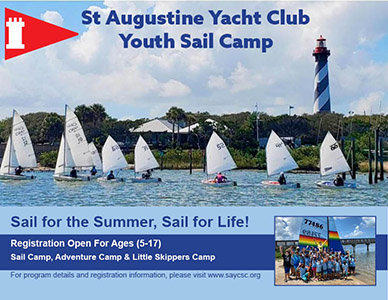 St Augustine Yacht Club
Youth Sail Camp
Sail for the Summer, Sail for Life!
Registration Open For Ages (5-17)
Sail Camp, Adventure Camp & Little Skippers Camp
For program details and registration information, please visit www.saycsc.org
77486